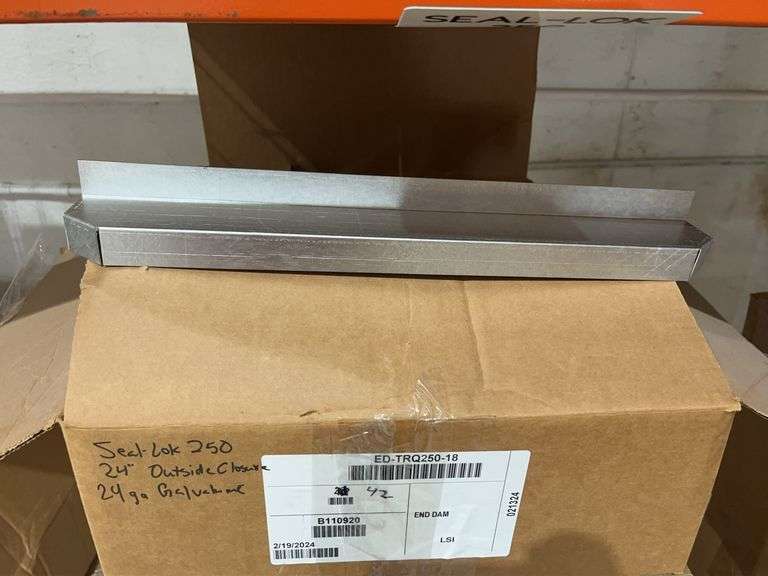 SEAL-LOK
Seal-Lok 250
24" Outside Closure
24 ga Galvalume
ED-TRQ250-18
42
B110920
END DAM
2/19/2024
LSI
021324